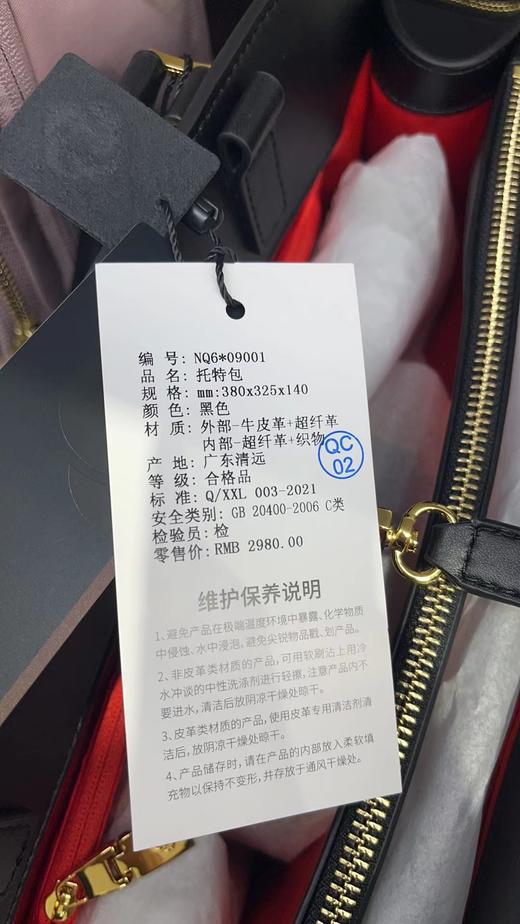 编  号: NQ6*09001
品  名: 托特包
规  格: mm:380x325x140
颜  色: 黑色
材  质: 外部-牛皮革+超纤革
内部-超纤革+织物
QC
02
产  地: 广东清远
等  级: 合格品
标  准: Q/XXL 003-2021
安全类别: GB 20400-2006 C类
检验员: 检
零售价: RMB 2980.00
维护保养说明
1、避免产品在极端温度环境中暴露、化学物质
中侵蚀、水中浸泡，避免尖锐物品戳、划产品。
2、非皮革类材质的产品，可用软刷沾上用冷
水冲淡的中性洗涤剂进行轻擦，注意产品内不
要进水，清洁后放阴凉干燥处晾干。
3、皮革类材质的产品，使用皮革专用清洁剂清
洁后，放阴凉干燥处晾干。
4、产品储存时，请在产品的内部放入柔软填
充物以保持不变形，并存放于通风干燥处。